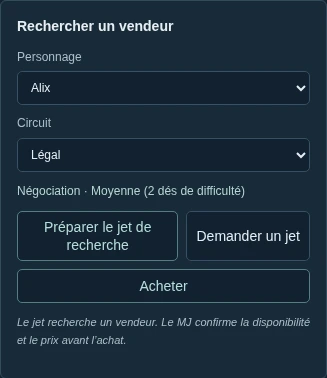 Rechercher un vendeur
Personnage
Alix
Circuit
Légal
Négociation · Moyenne (2 dés de difficulté)
Préparer le jet de
recherche
Demander un jet
Acheter
Le jet recherche un vendeur. Le MJ confirme la disponibilité
et le prix avant l’achat.